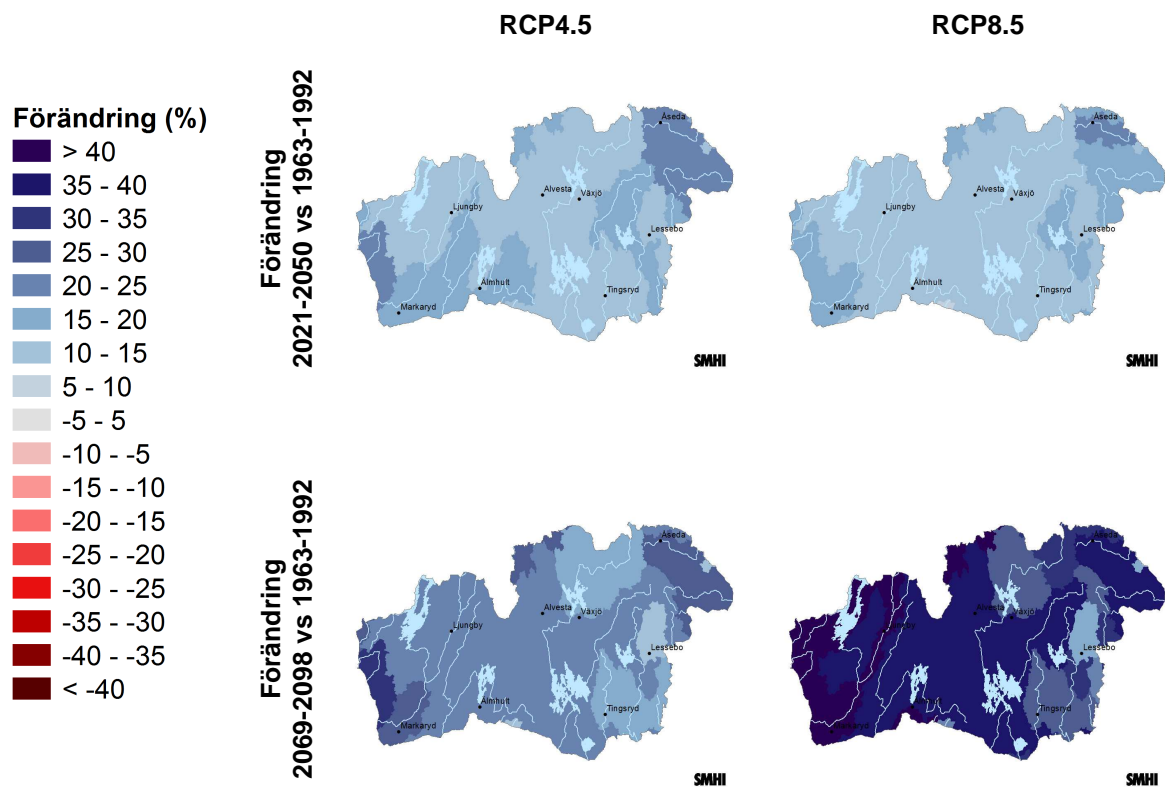 RCP4.5
RCP8.5
Förändring (%)
> 40
35 - 40
30 - 35
25 - 30
20 - 25
15 - 20
10 - 15
5 - 10
-5 - 5
-10 - -5
-15 - -10
-20 - -15
-25 - -20
-30 - -25
-35 - -30
-40 - -35
< -40
Förändring
2021-2050 vs 1963-1992
Åseda
Alvesta
Växjö
Ljungby
Lessebo
Älmhult
Tingsryd
Markaryd
SMHI
Åseda
Alvesta
Växjö
Ljungby
Lessebo
Älmhult
Tingsryd
Markaryd
SMHI
Förändring
2069-2098 vs 1963-1992
Åseda
Alvesta
Växjö
Ljungby
Lessebo
Älmhult
Tingsryd
Markaryd
SMHI
Åseda
Alvesta
Växjö
Ljungby
Lessebo
Älmhult
Tingsryd
Markaryd
SMHI